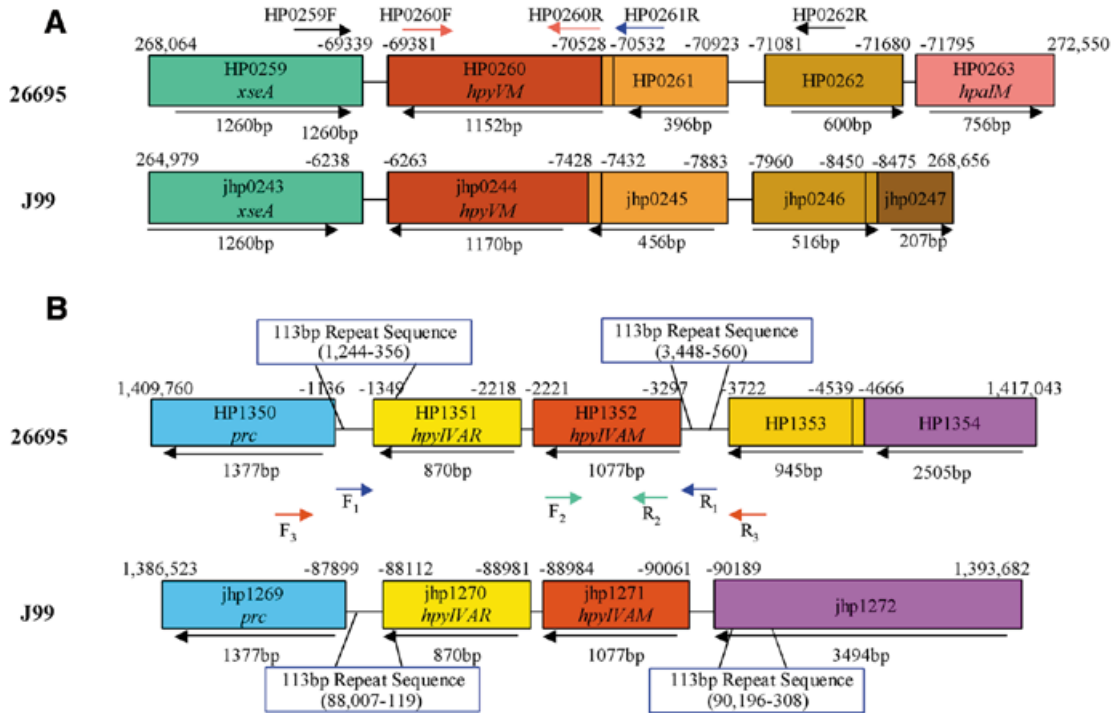 A
HP0259F HP0260F HP0260R HP0261R HP0262R
268,064 -69339 -69381 -70528 -70532 -70923 -71081 -71680 -71795 272,550
26695
HP0259 HP0260 HP0261 HP0262 HP0263
xseA hpyVM hpaIM
1260bp 1260bp 1152bp 396bp 600bp 756bp
264,979 -6238 -6263 -7428 -7432 -7883 -7960 -8450 -8475 268,656
J99
jhp0243 jhp0244 jhp0245 jhp0246 jhp0247
xseA hpyVM
1260bp 1170bp 456bp 516bp 207bp
B
113bp Repeat Sequence 113bp Repeat Sequence
(1,244-356) (3,448-560)
1,409,760 -1136 -1349 -2218 -2221 -3297 -3722 -4539 -4666 1,417,043
26695
HP1350 HP1351 HP1352 HP1353 HP1354
prc hpyIVAR hpyIVAM
1377bp 870bp 1077bp 945bp 2505bp
F1 F2 R2 R1
F3 R3
1,386,523 -87899 -88112 -88981 -88984 -90061 -90189 1,393,682
J99
jhp1269 jhp1270 jhp1271 jhp1272
prc hpyIVAR hpyIVAM
1377bp 870bp 1077bp 3494bp
113bp Repeat Sequence 113bp Repeat Sequence
(88,007-119) (90,196-308)